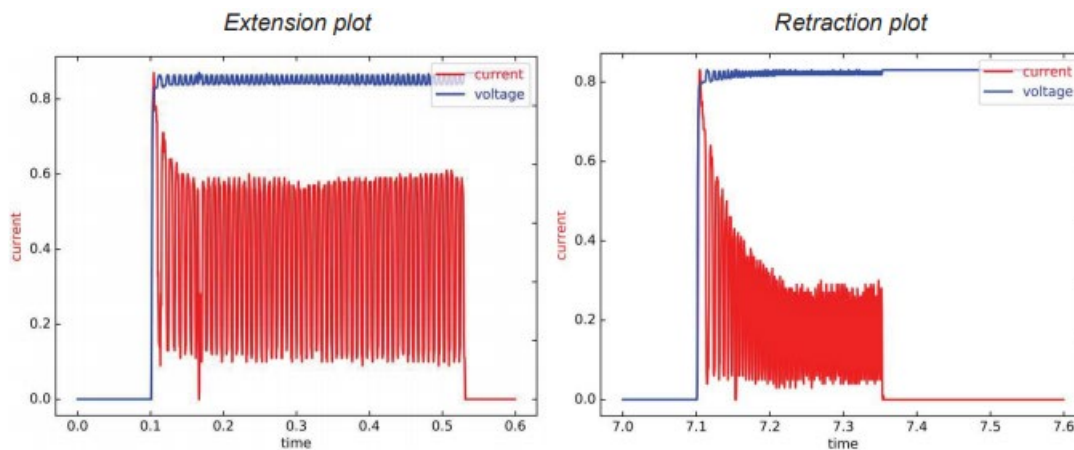 Extension plot
Retraction plot
current
voltage
0.8
0.6
0.4
0.2
0.0
current
0.0 0.1 0.2 0.3 0.4 0.5 0.6
time
current
voltage
0.8
0.6
0.4
0.2
0.0
current
7.0 7.1 7.2 7.3 7.4 7.5 7.6
time